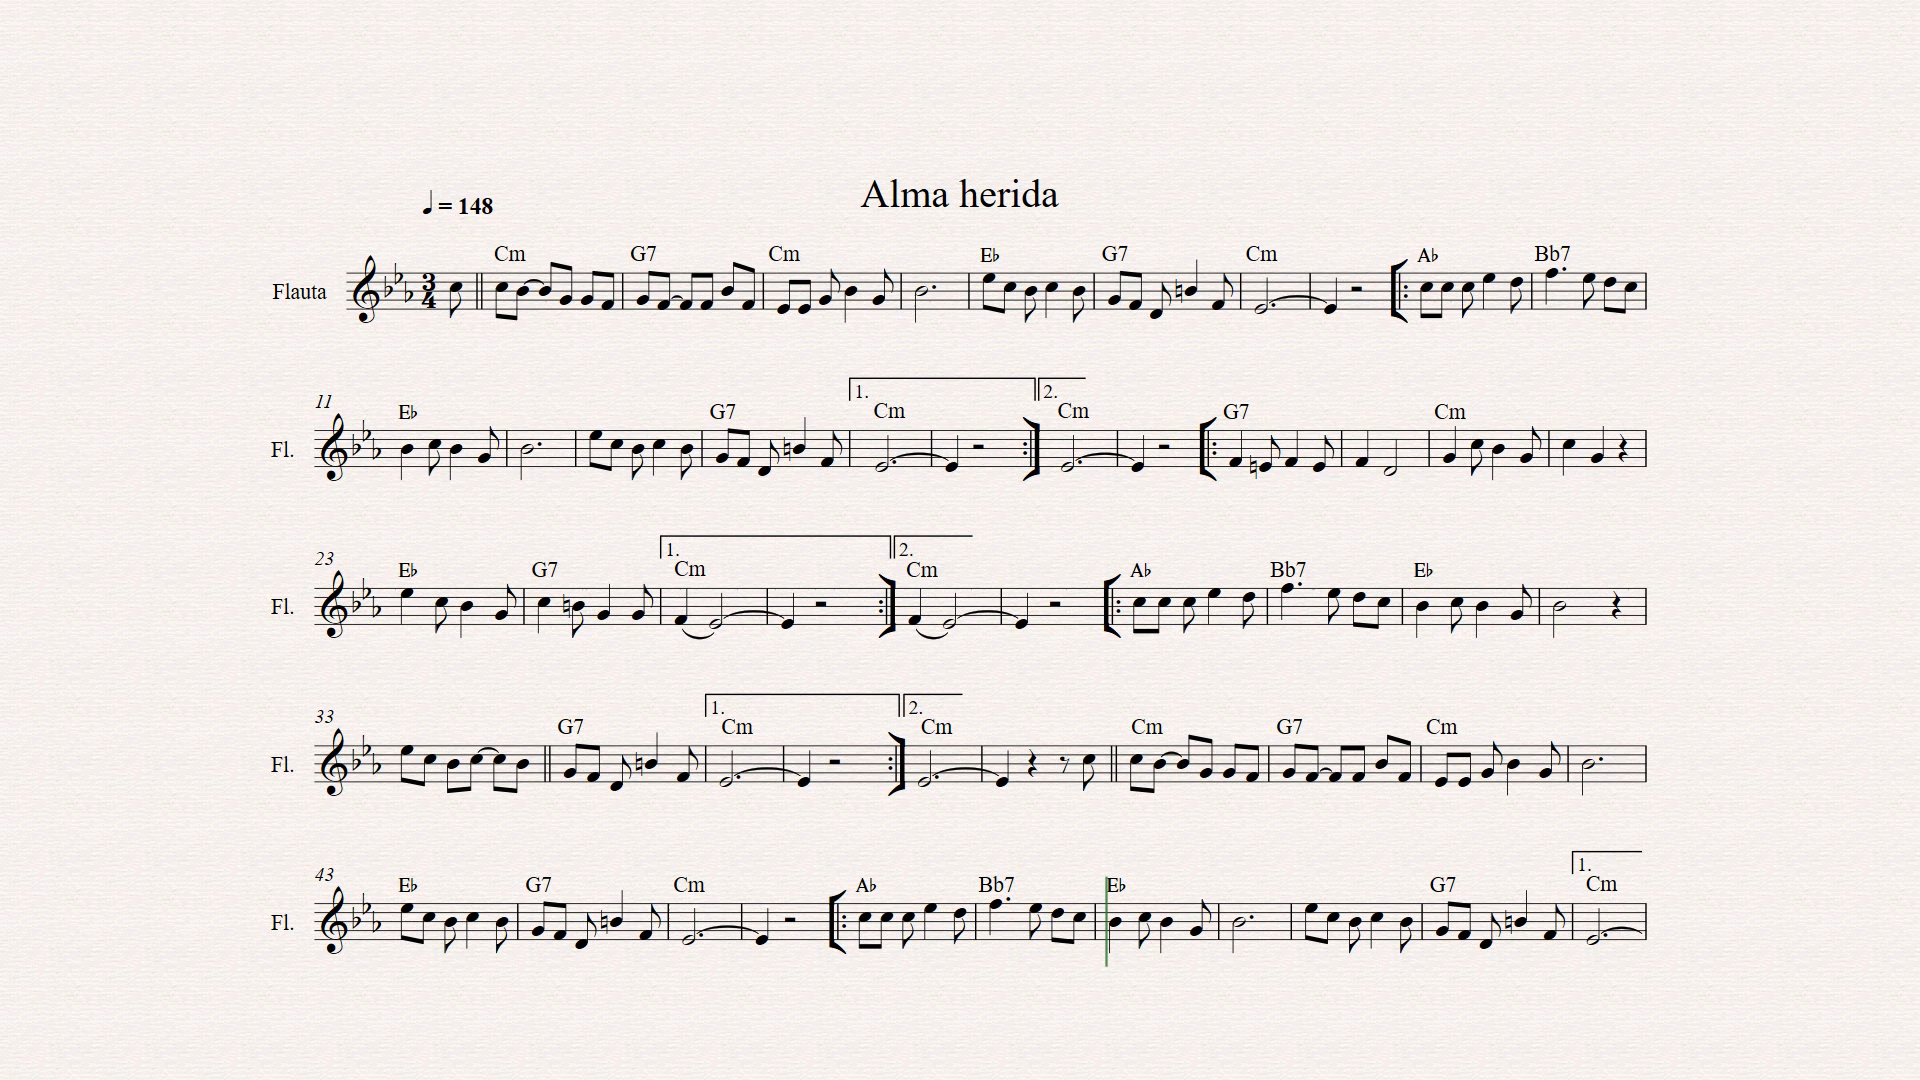 Alma herida
♩ = 148
Cm G7 Cm E♭ G7 Cm A♭ Bb7
Flauta 3/4
1. 2.
11 E♭ G7 Cm Cm G7 Cm
Fl.
1. 2.
23 E♭ G7 Cm Cm A♭ Bb7 E♭
Fl.
1. 2.
33 G7 Cm Cm Cm G7 Cm
Fl.
1.
43 E♭ G7 Cm A♭ Bb7 E♭ G7 Cm
Fl.